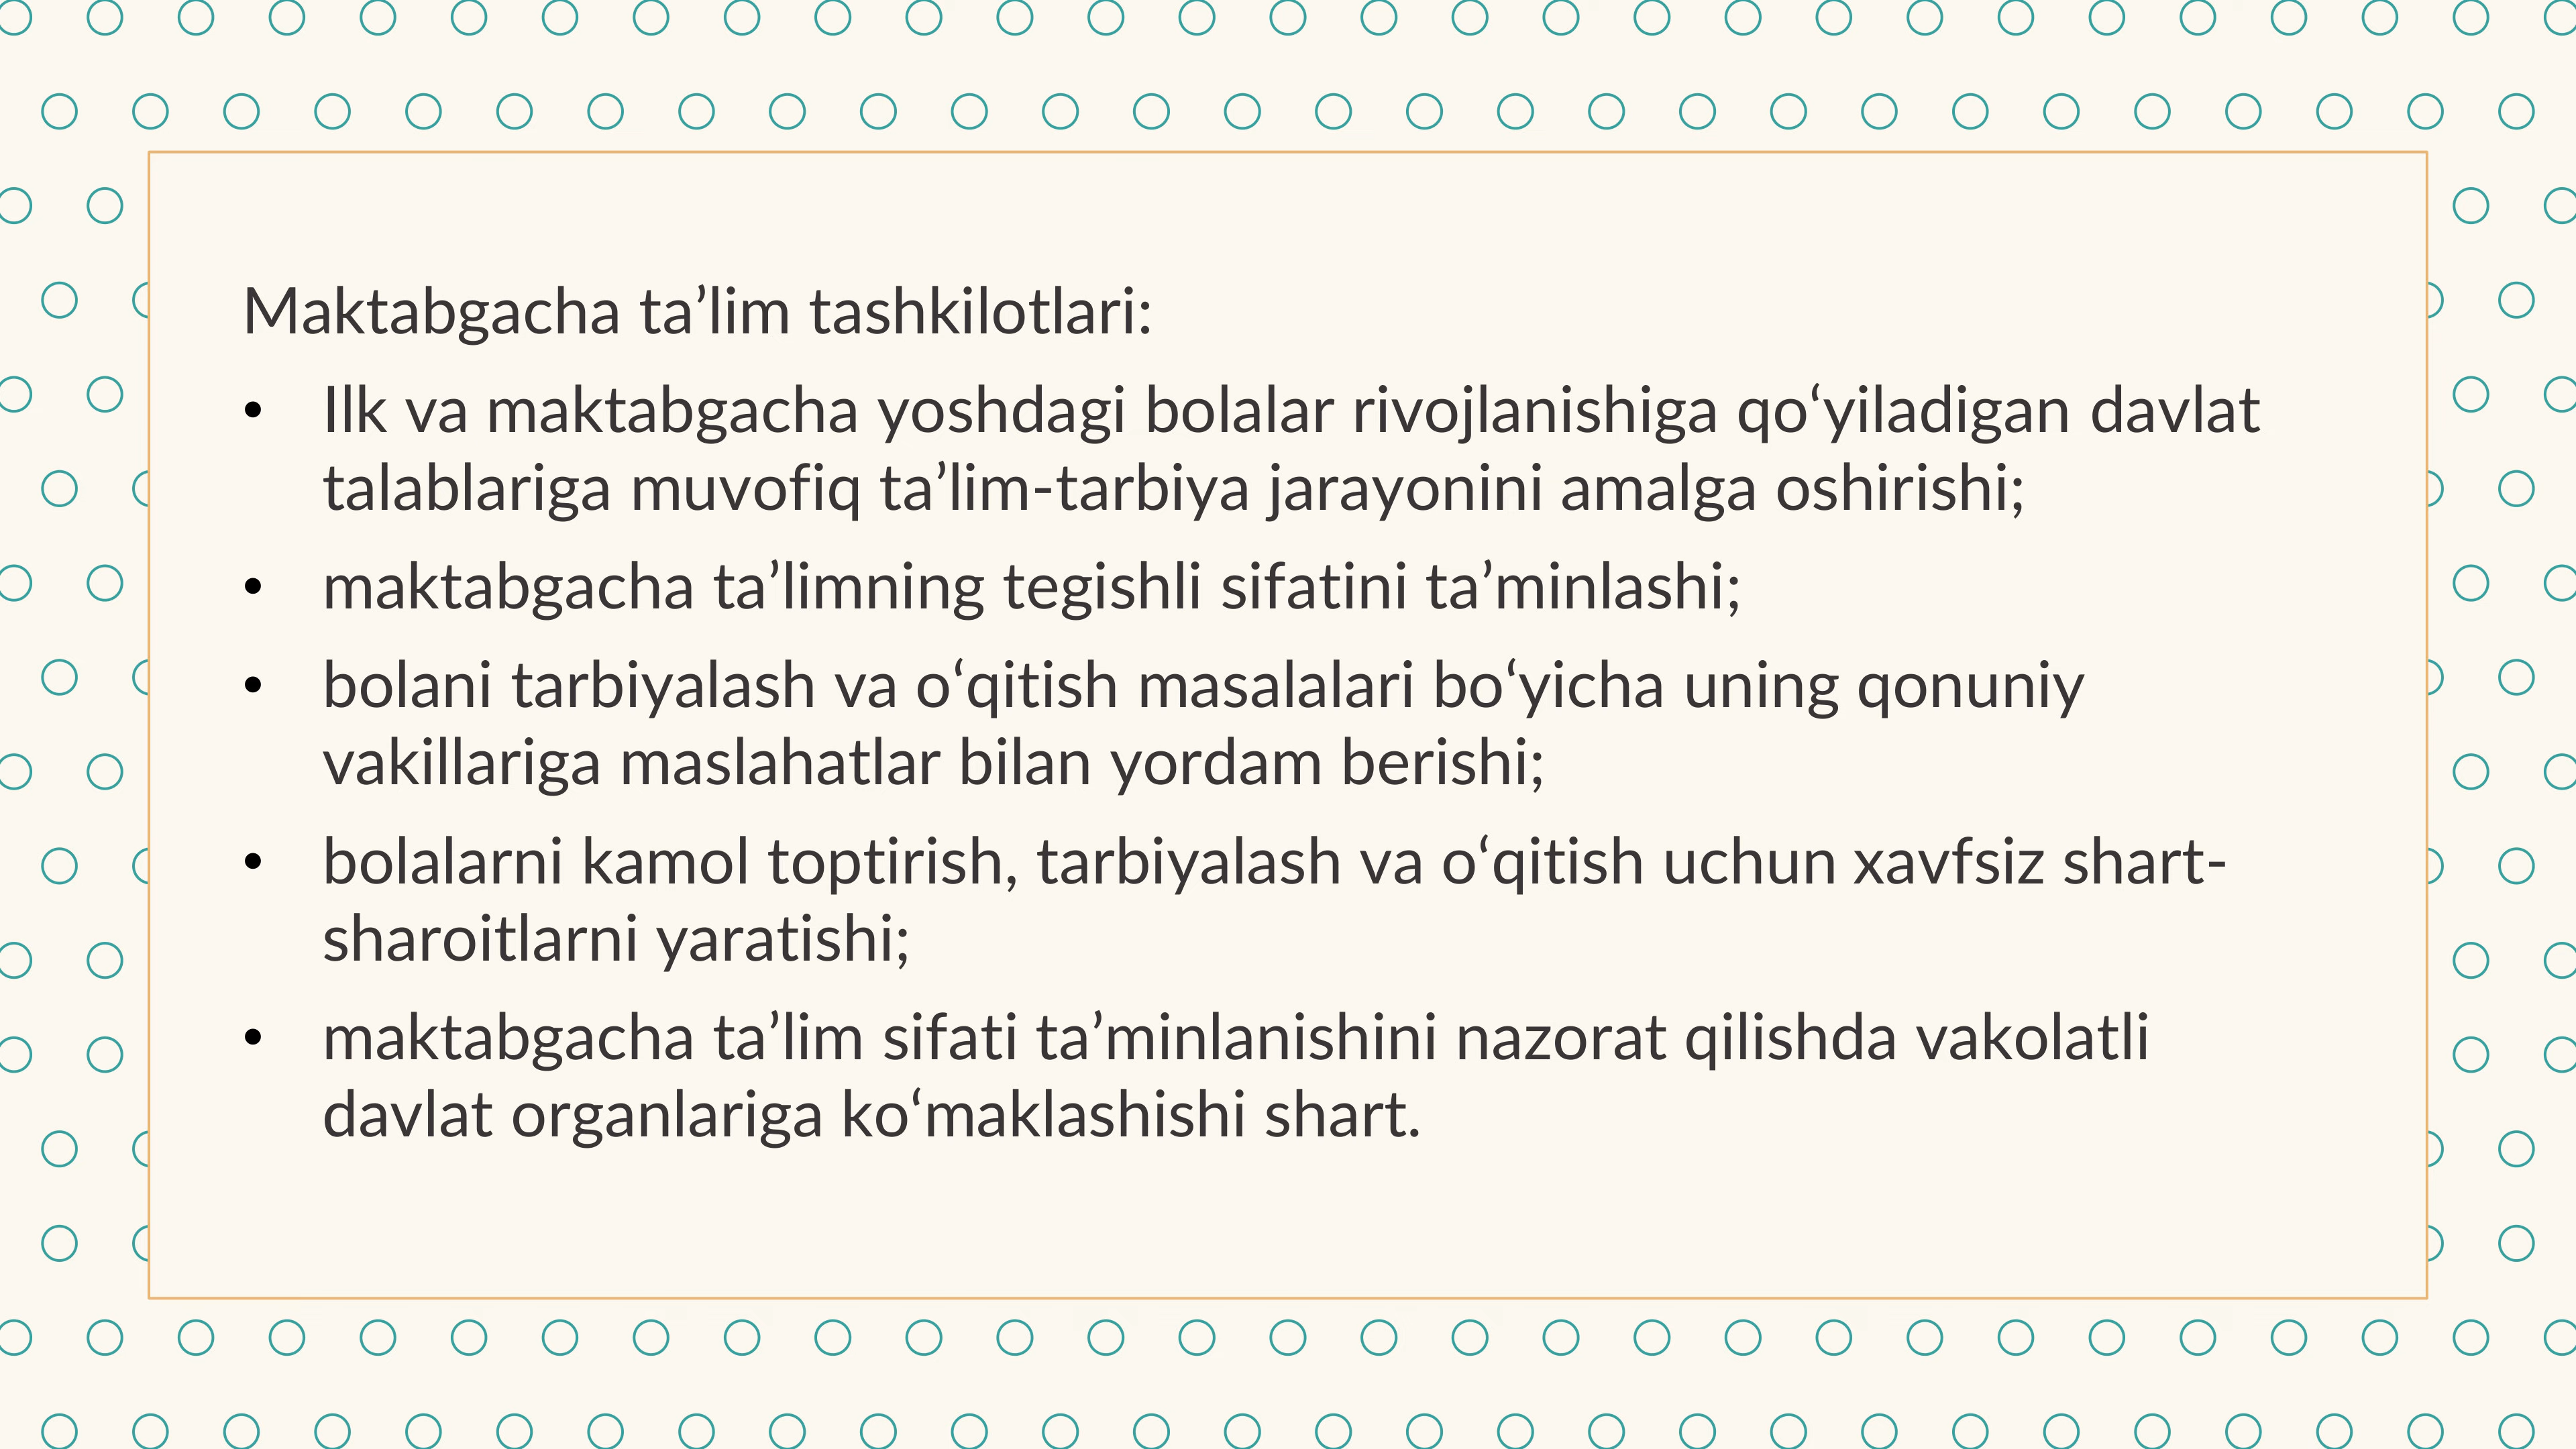 Maktabgacha ta’lim tashkilotlari:
• Ilk va maktabgacha yoshdagi bolalar rivojlanishiga qo‘yiladigan davlat
talablariga muvofiq ta’lim-tarbiya jarayonini amalga oshirishi;
• maktabgacha ta’limning tegishli sifatini ta’minlashi;
• bolani tarbiyalash va o‘qitish masalalari bo‘yicha uning qonuniy
vakillariga maslahatlar bilan yordam berishi;
• bolalarni kamol toptirish, tarbiyalash va o‘qitish uchun xavfsiz shart-
sharoitlarni yaratishi;
• maktabgacha ta’lim sifati ta’minlanishini nazorat qilishda vakolatli
davlat organlariga ko‘maklashishi shart.